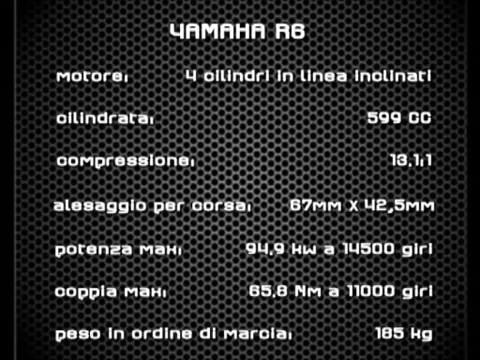 YAMAHA R6
motore: 4 cilindri in linea inclinati
cilindrata: 599 CC
compressione: 13,1:1
alesaggio per corsa: 67mm X 42,5mm
potenza max: 94,9 kw a 14500 giri
coppia max: 65,8 Nm a 11000 giri
peso in ordine di marcia: 185 kg